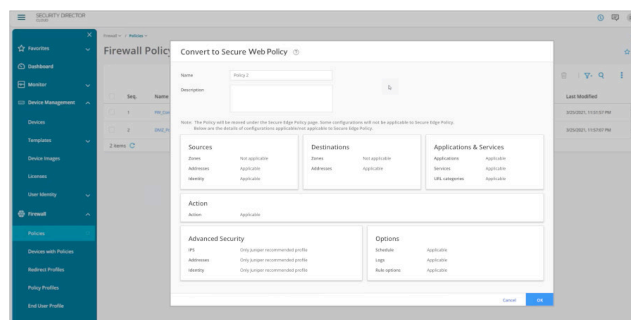 SECURITY DIRECTOR
CLOUD
Firewall > / Policies >
Favorites
Dashboard
Monitor
Device Management
Devices
Templates
Device Images
Licenses
User Identity
Firewall
Policies
Devices with Policies
Redirect Profiles
Policy Profiles
End User Profile
Firewall Policy
Seq.
Name
1
2
2 items
Last Modified
Convert to Secure Web Policy
Name
Policy 2
Description
Note: The Policy will be moved under the Secure Edge Policy page. Some configurations will not be applicable to Secure Edge Policy.
Below are the details of configurations applicable/not applicable to Secure Edge Policy.
Sources
Zones Not applicable
Addresses Applicable
Identity Applicable
Destinations
Zones Not applicable
Addresses Applicable
Applications & Services
Applications Applicable
Services Applicable
URL categories Applicable
Action
Action Applicable
Advanced Security
IPS Only Juniper recommended profile
Addresses Only Juniper recommended profile
Identity Only Juniper recommended profile
Options
Schedule Applicable
Logs Applicable
Rule options Applicable
Cancel
OK